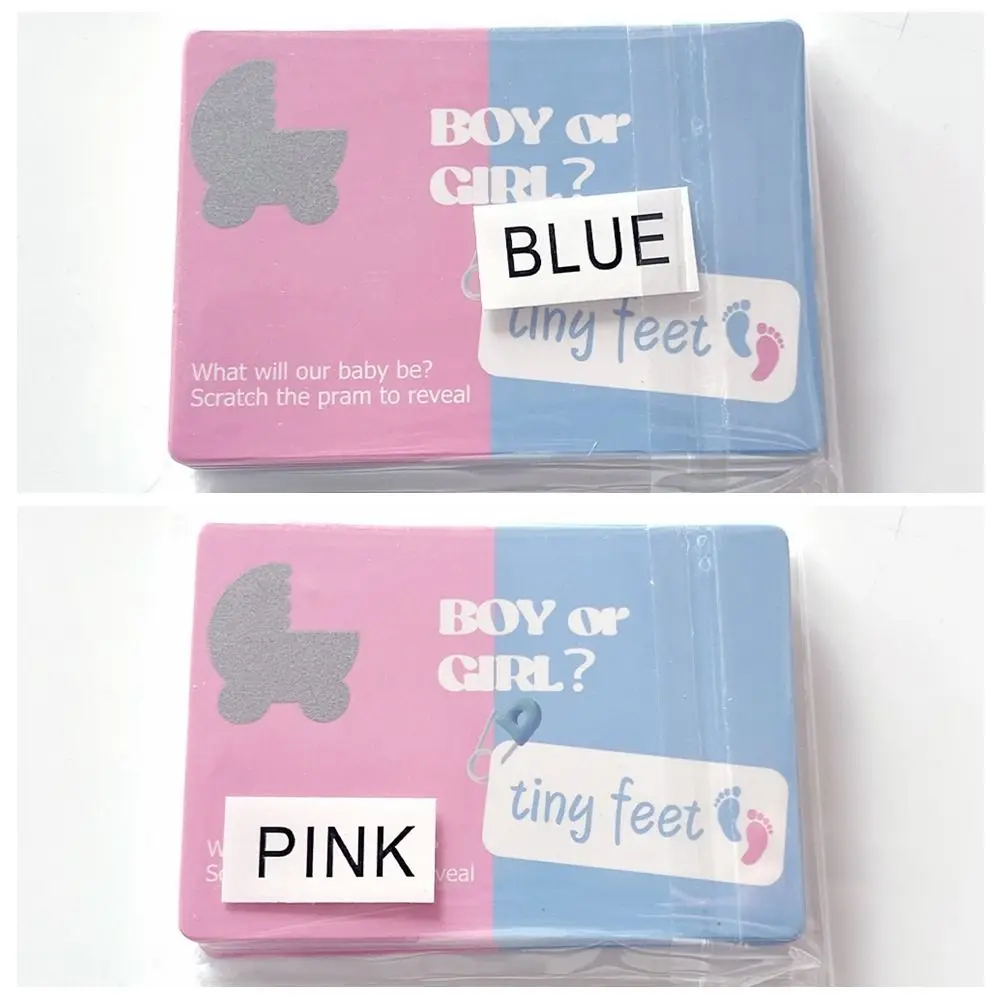 BOY or
GIRL?
BLUE
tiny feet
What will our baby be?
Scratch the pram to reveal
BOY or
GIRL?
tiny feet
PINK